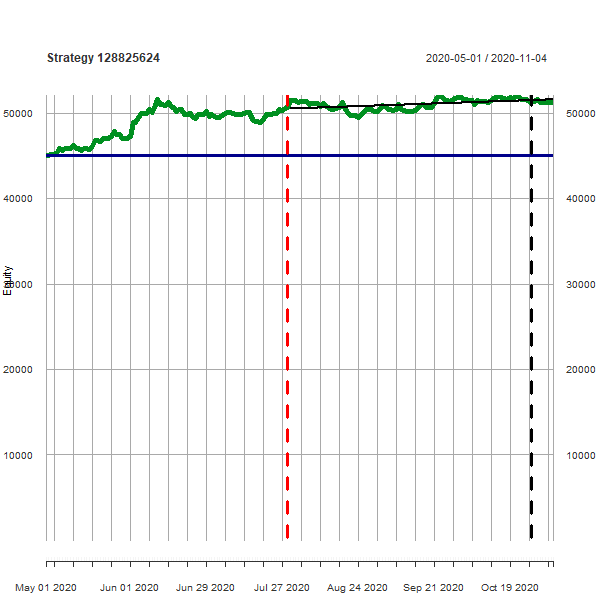 Strategy 128825624
2020-05-01 / 2020-11-04
50000
50000
40000
40000
Equity
30000
30000
20000
20000
10000
10000
May 01 2020
Jun 01 2020
Jun 29 2020
Jul 27 2020
Aug 24 2020
Sep 21 2020
Oct 19 2020